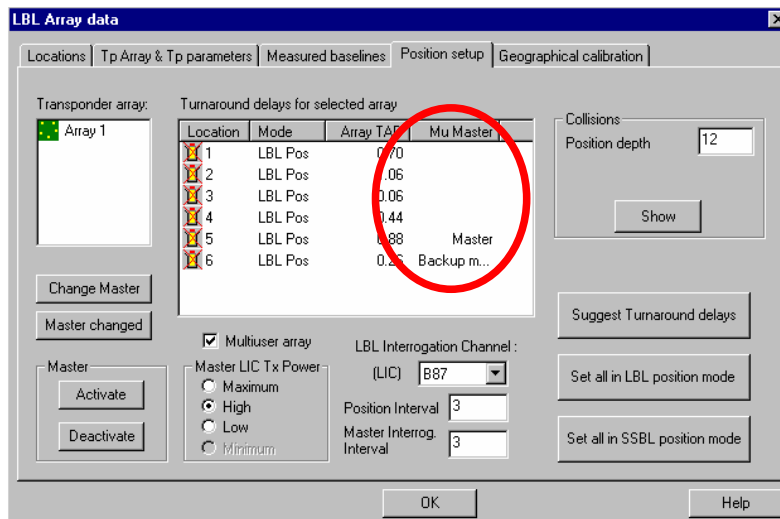 LBL Array data
Locations Tp Array & Tp parameters Measured baselines Position setup Geographical calibration
Transponder array:
Array 1
Turnaround delays for selected array
Location Mode Array Mu Master
1 LBL Pos
2 LBL Pos .06
3 LBL Pos 0.06
4 LBL Pos 0.44
5 LBL Pos 0.88 Master
6 LBL Pos Backup m...
Collisions
Position depth 12
Show
Change Master
Master changed
Master
Activate
Deactivate
Multiuser array
Master LIC Tx Power
Maximum
High
Low
Minimum
LBL Interrogation Channel :
(LIC) B87
Position Interval 3
Master Interrog.
Interval 3
Suggest Turnaround delays
Set all in LBL position mode
Set all in SSBL position mode
OK Help